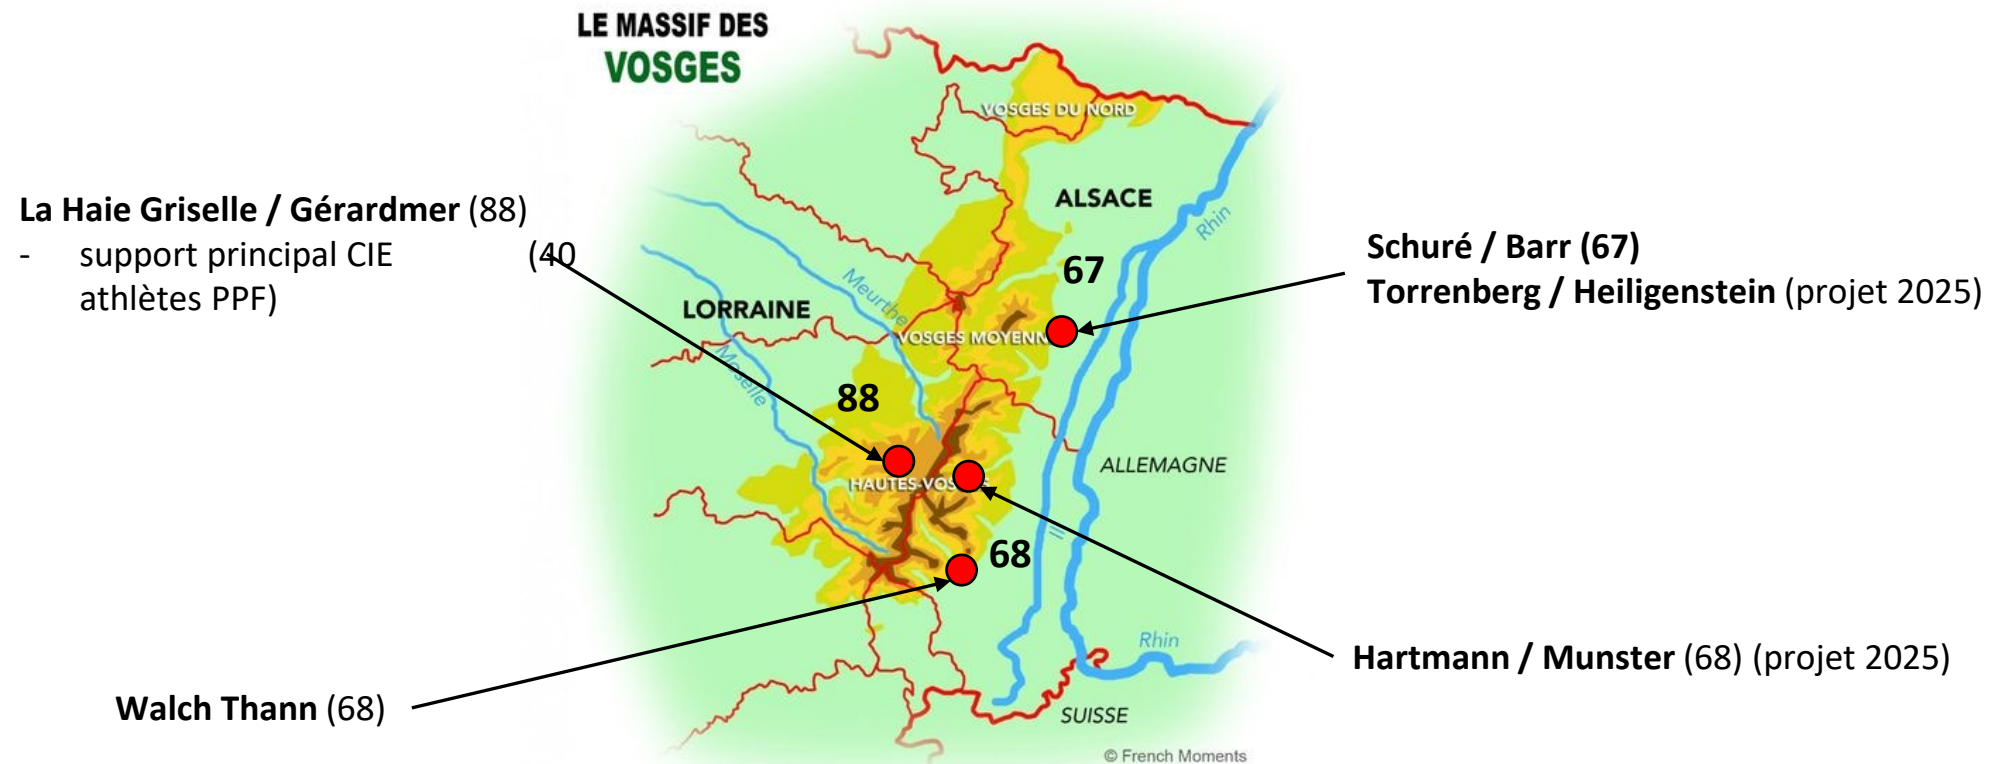 LE MASSIF DES
VOSGES
VOSGES DU NORD
La Haie Griselle / Gérardmer (88)
- support principal CIE (40
athlètes PPF)
ALSACE
Rhin
Schuré / Barr (67)
Torrenberg / Heiligenstein (projet 2025)
67
Meurthe
LORRAINE
VOSGES MOYENN
Moselle
88
ALLEMAGNE
HAUTES-VOSGES
Ill
68
Rhin
Hartmann / Munster (68) (projet 2025)
Walch Thann (68)
SUISSE
© French Moments